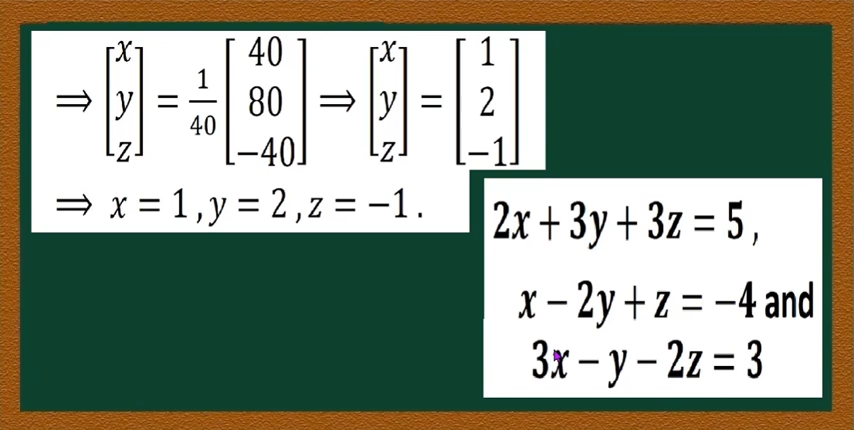 ⇒ [x y z] = 1/40 [40 80 −40] ⇒ [x y z] = [1 2 −1]
⇒ x = 1 , y = 2 , z = −1 .
2x + 3y + 3z = 5 ,
x − 2y + z = −4 and
3x − y − 2z = 3